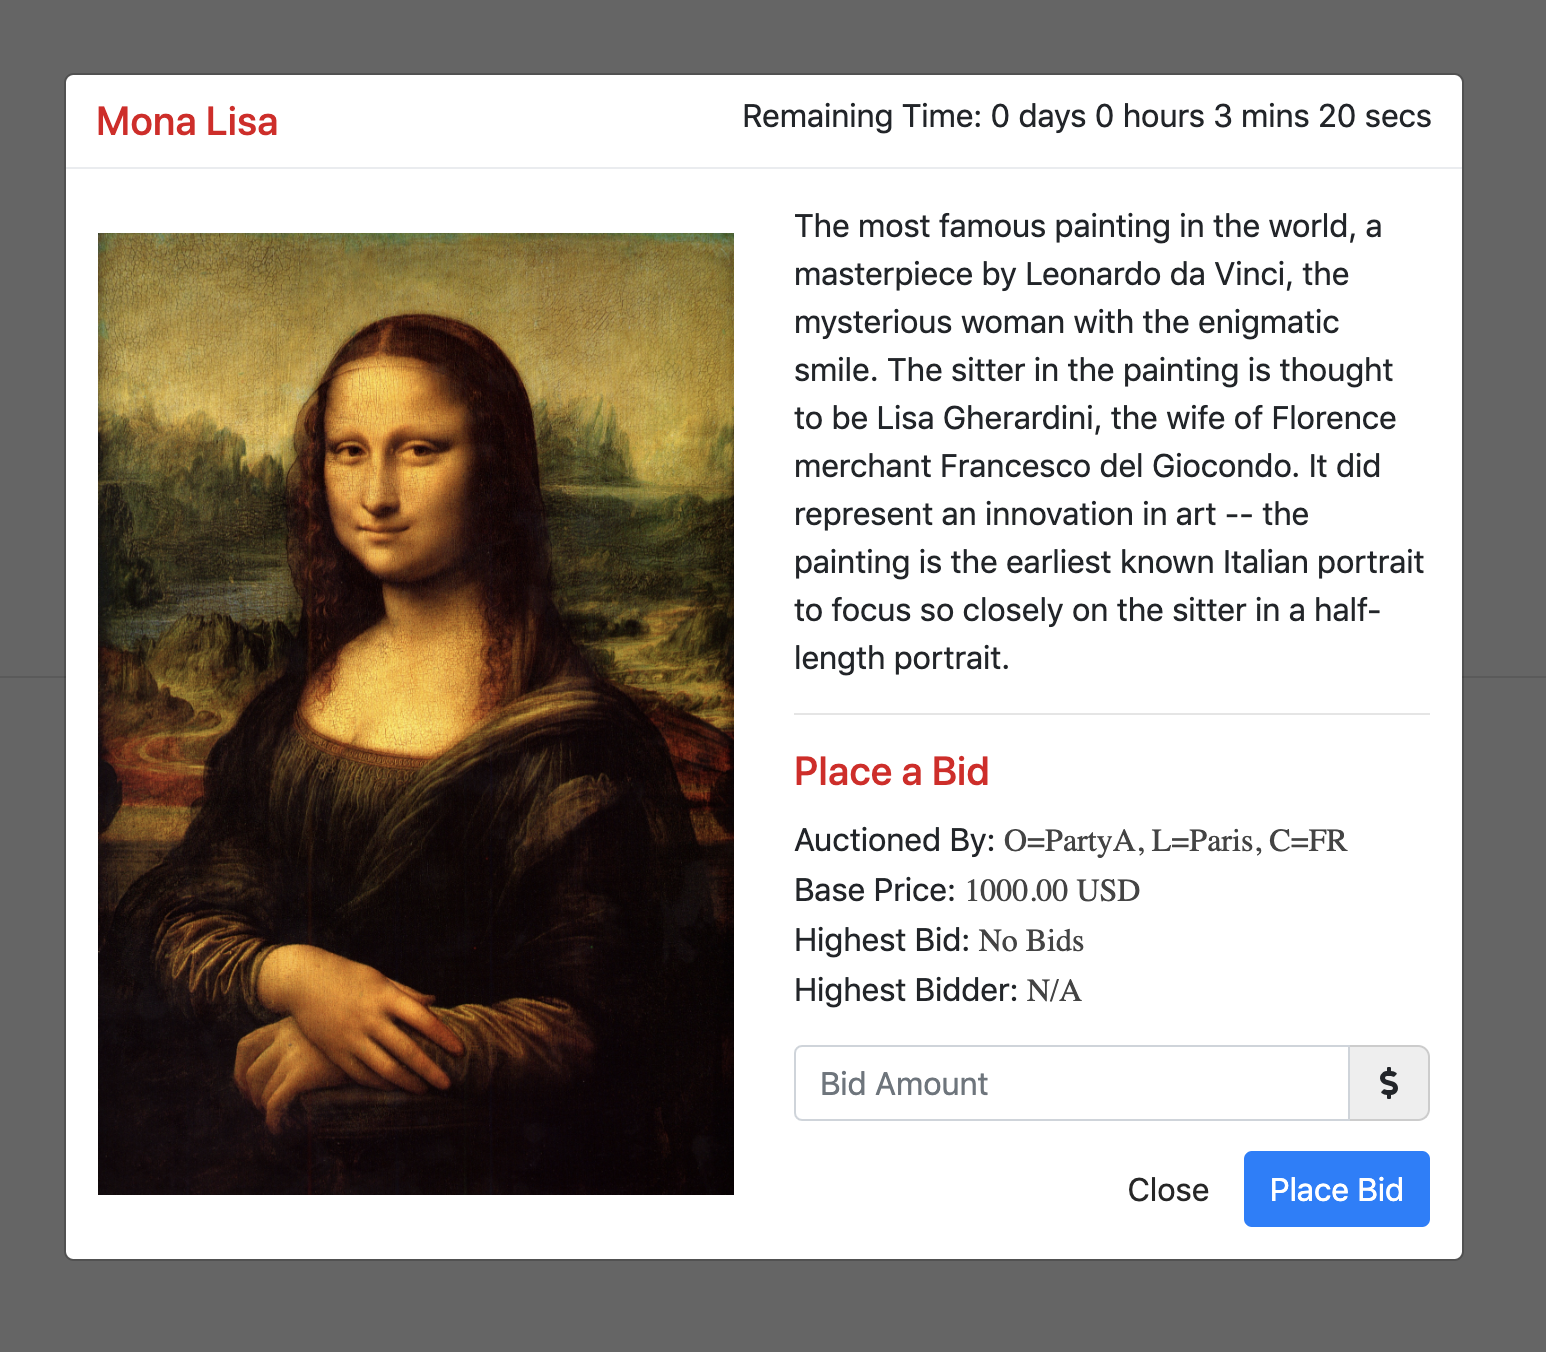 Mona Lisa
Remaining Time: 0 days 0 hours 3 mins 20 secs
The most famous painting in the world, a
masterpiece by Leonardo da Vinci, the
mysterious woman with the enigmatic
smile. The sitter in the painting is thought
to be Lisa Gherardini, the wife of Florence
merchant Francesco del Giocondo. It did
represent an innovation in art -- the
painting is the earliest known Italian portrait
to focus so closely on the sitter in a half-
length portrait.
Place a Bid
Auctioned By: O=PartyA, L=Paris, C=FR
Base Price: 1000.00 USD
Highest Bid: No Bids
Highest Bidder: N/A
Bid Amount $
Close Place Bid